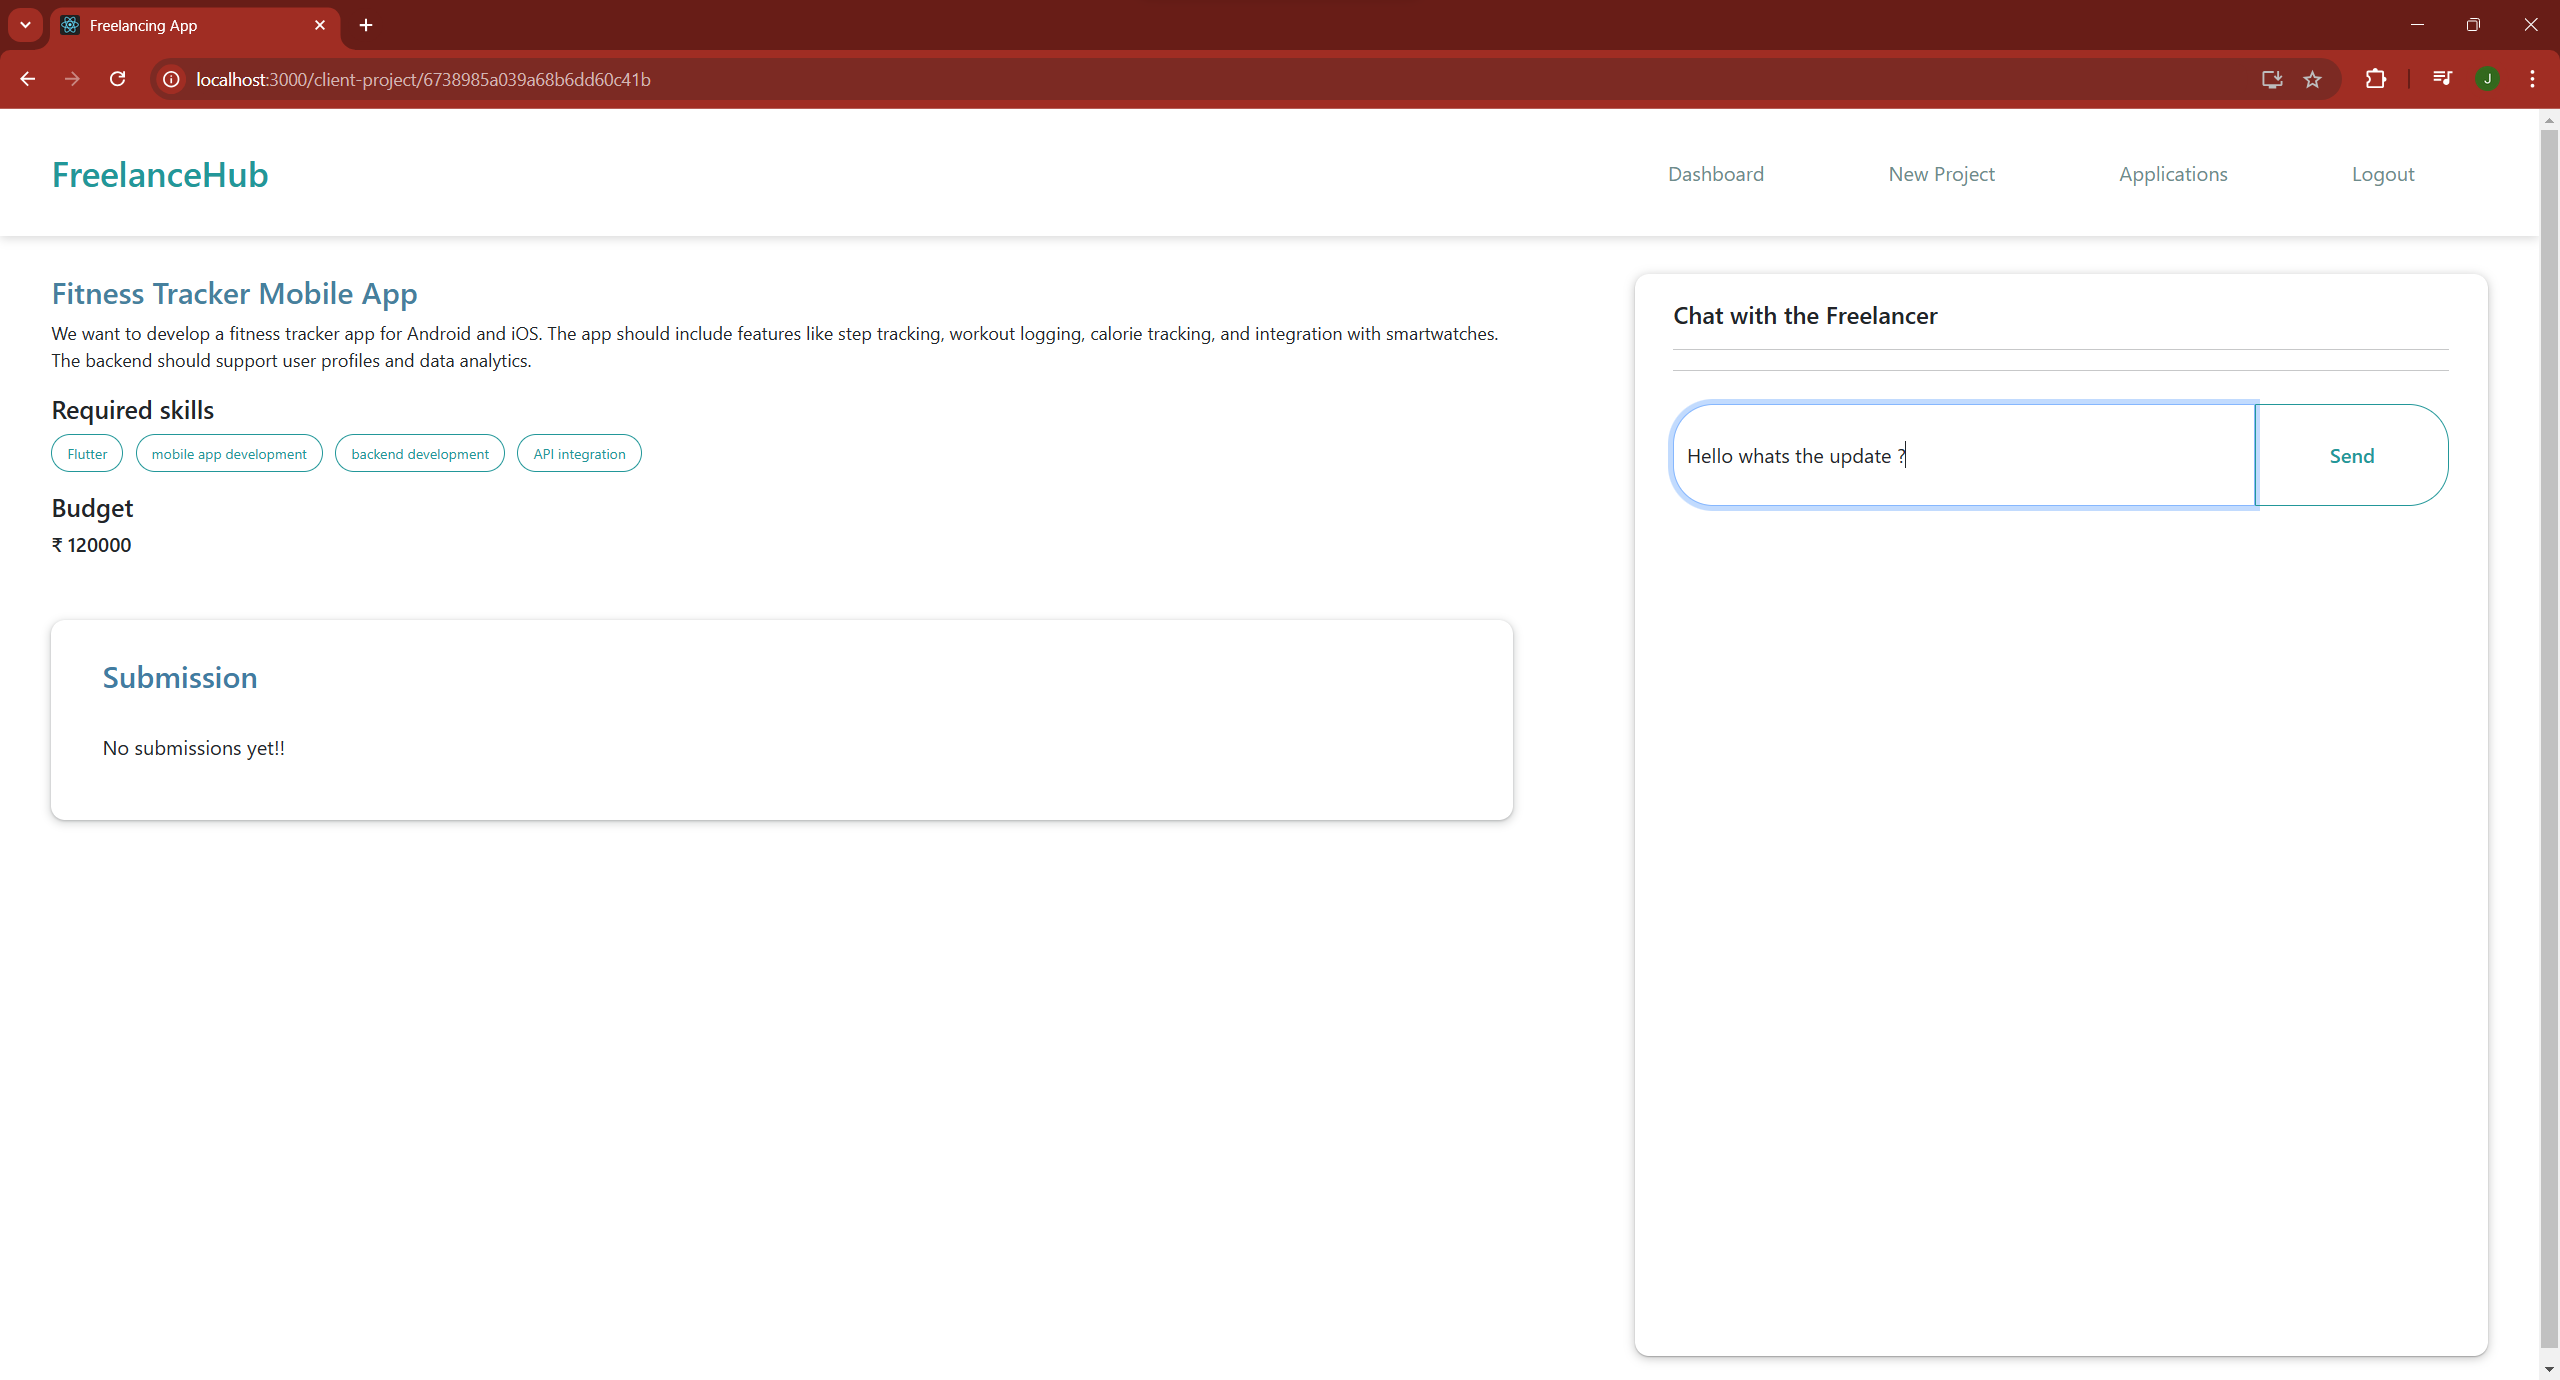 Freelancing App
localhost:3000/client-project/6738985a039a68b6dd60c41b
J
FreelanceHub
Dashboard
New Project
Applications
Logout
Fitness Tracker Mobile App
We want to develop a fitness tracker app for Android and iOS. The app should include features like step tracking, workout logging, calorie tracking, and integration with smartwatches.
The backend should support user profiles and data analytics.
Required skills
Flutter
mobile app development
backend development
API integration
Budget
₹ 120000
Submission
No submissions yet!!
Chat with the Freelancer
Hello whats the update ?
Send